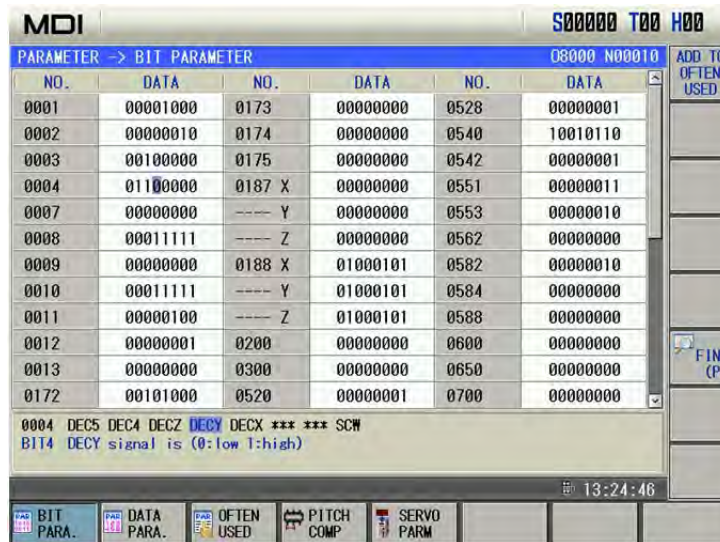 MDI S00000 T00 H00
PARAMETER -> BIT PARAMETER O8000 N00010
NO. DATA NO. DATA NO. DATA
0001 00001000 0173 00000000 0528 00000001
0002 00000010 0174 00000000 0540 10010110
0003 00100000 0175 00000000 0542 00000001
0004 01100000 0187 X 00000000 0551 00000011
0007 00000000 ---- Y 00000000 0553 00000010
0008 00011111 ---- Z 00000000 0562 00000000
0009 00000000 0188 X 01000101 0582 00000010
0010 00011111 ---- Y 01000101 0584 00000000
0011 00000100 ---- Z 01000101 0588 00000000
0012 00000001 0200 00000000 0600 00000000
0013 00000000 0300 00000000 0650 00000000
0172 00101000 0520 00000001 0700 00000000
0004 DEC5 DEC4 DECZ DECY DECX *** *** SCW
BIT4 DECY signal is (0:low 1:high)
13:24:46
ADD TO
OFTEN
USED
FIN
(P
BIT
PARA.
DATA
PARA.
OFTEN
USED
PITCH
COMP
SERVO
PARM